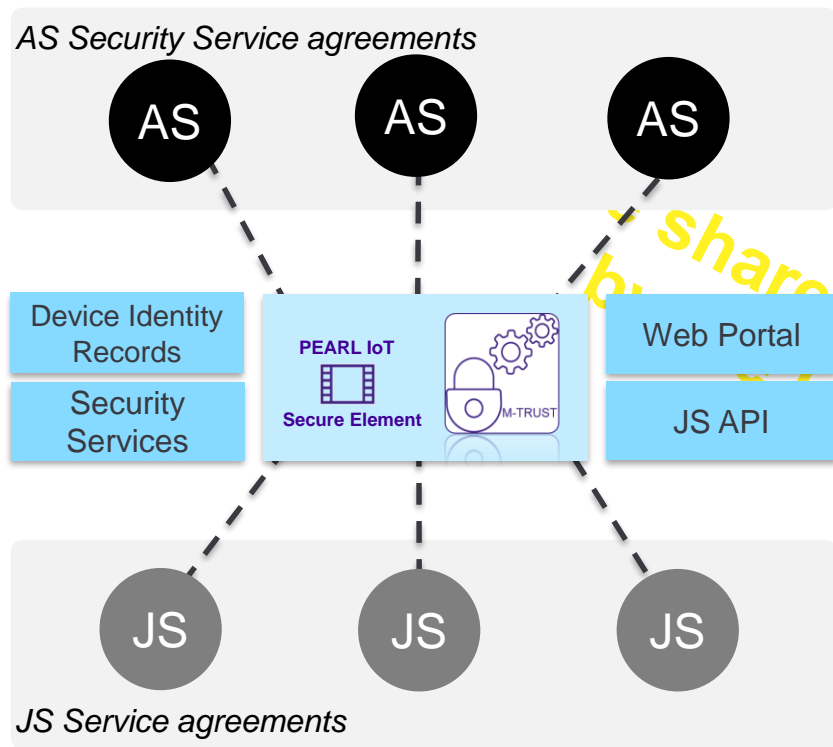 AS Security Service agreements
AS
AS
AS
share
Device Identity
Records
PEARL IoT
Secure Element
M-TRUST
Web Portal
Security
Services
JS API
JS
JS
JS
JS Service agreements